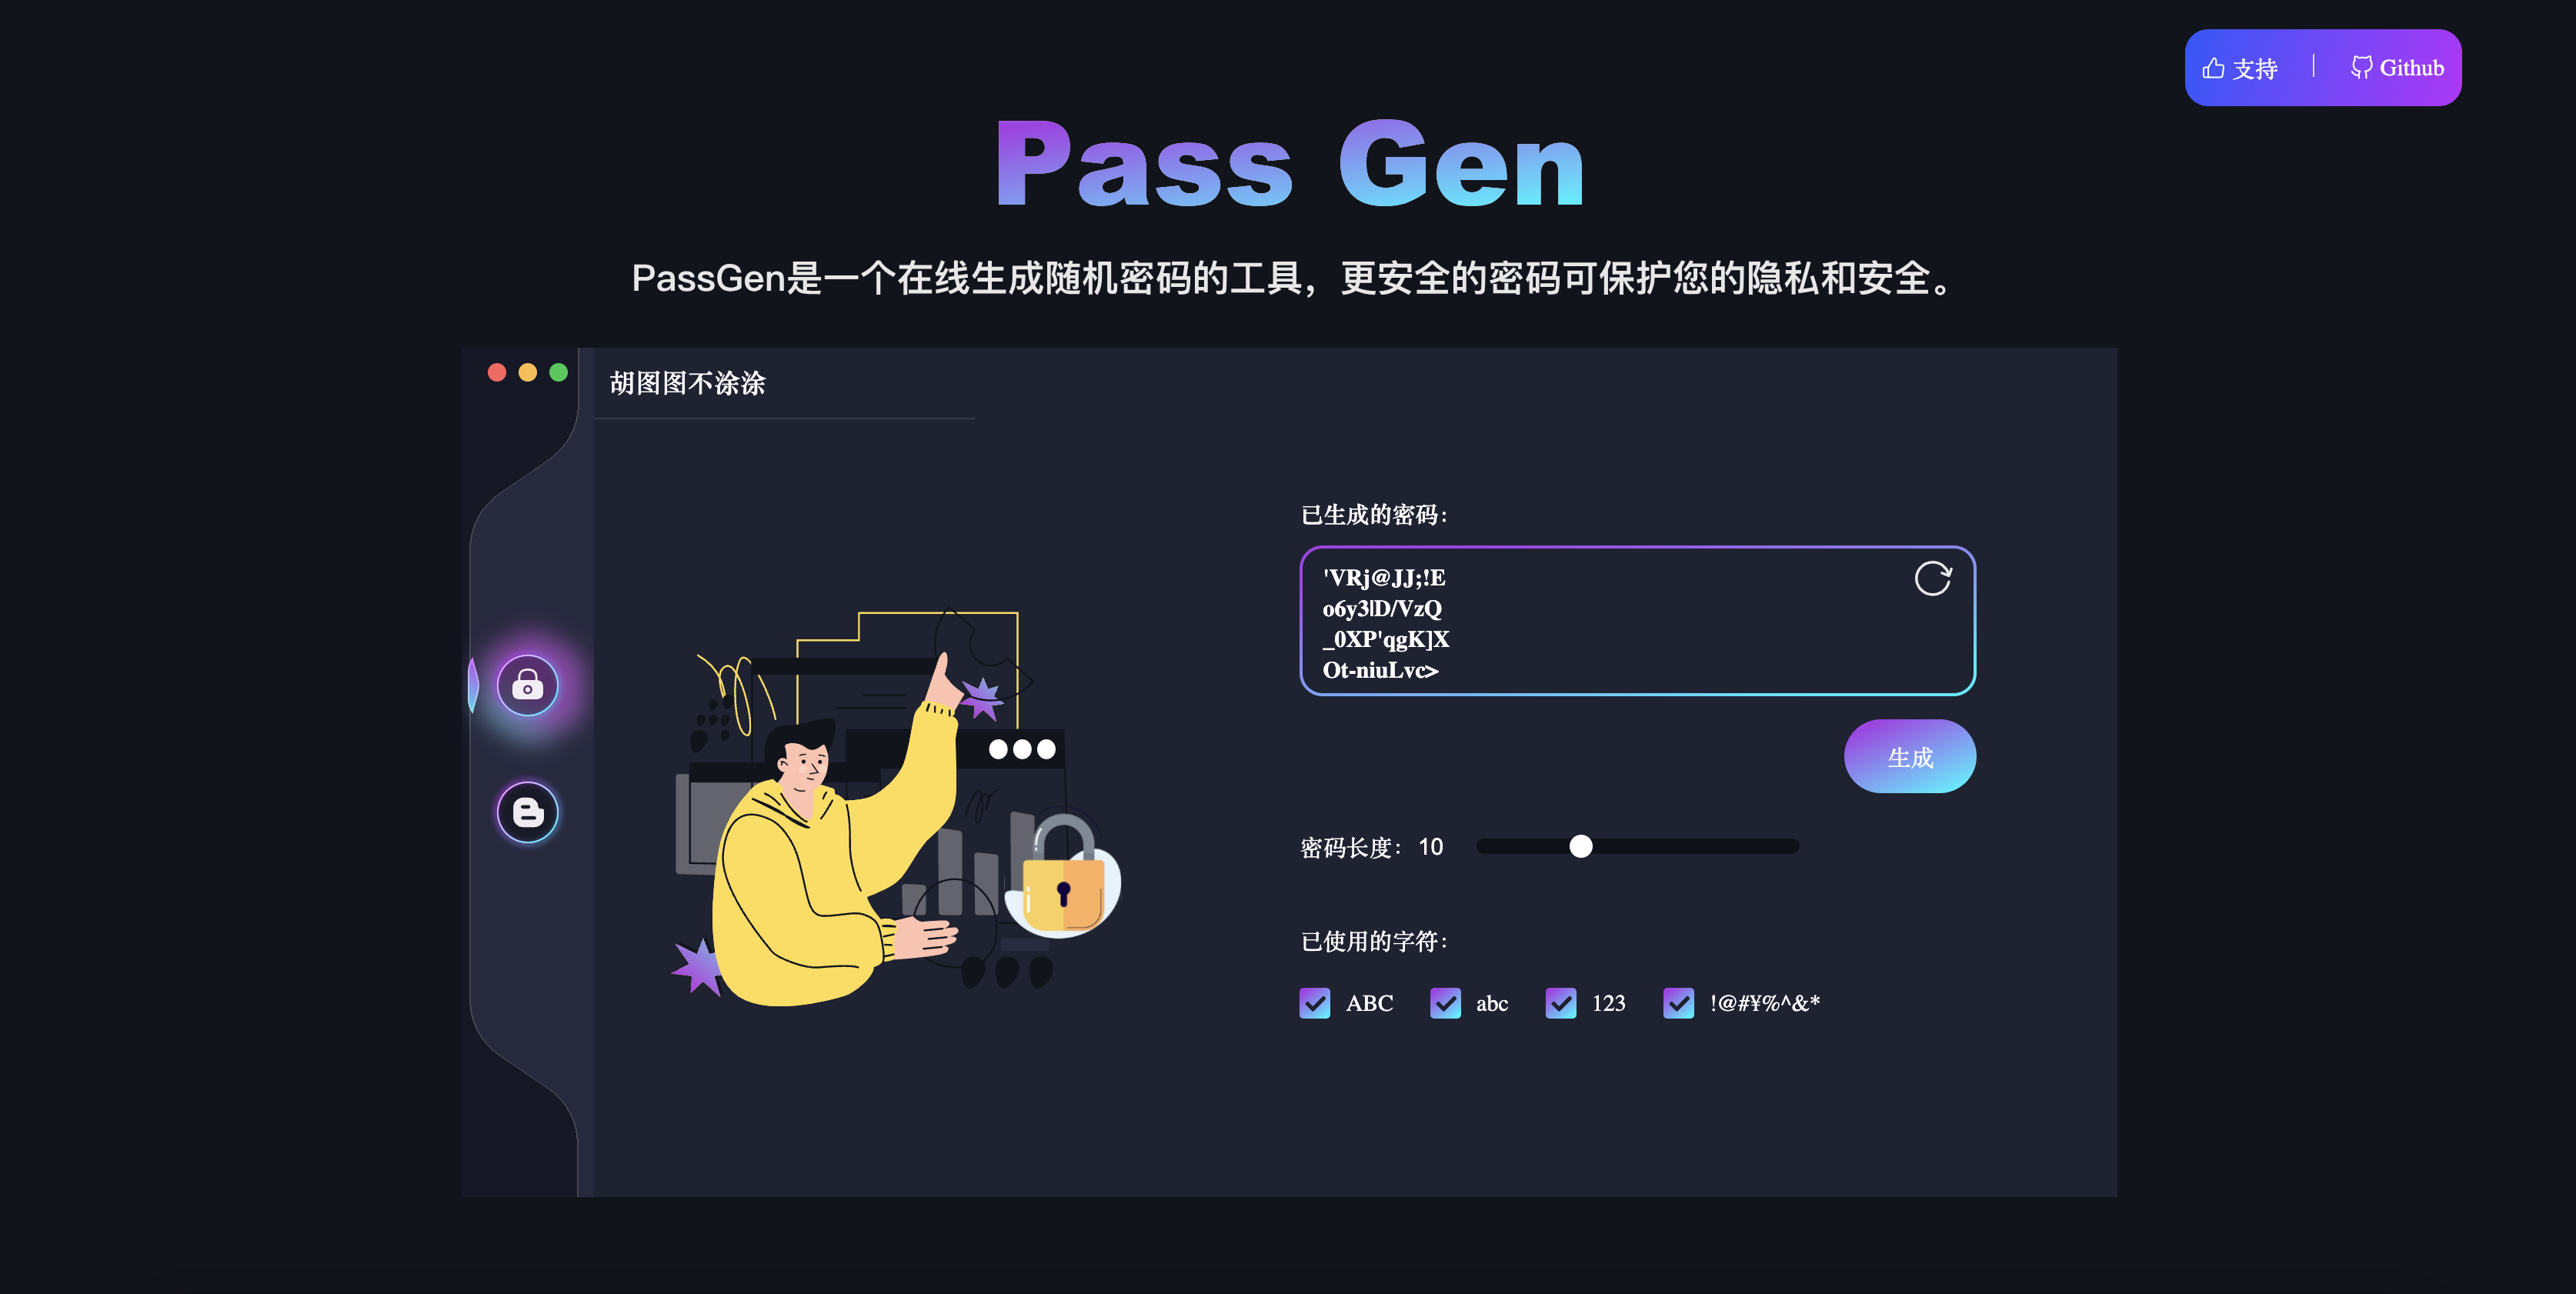 支持 | Github
Pass Gen
PassGen是一个在线生成随机密码的工具，更安全的密码可保护您的隐私和安全。
胡图图不涂涂
已生成的密码：
'VRj@JJ;!E
o6y3lD/VzQ
_0XP'qgK]X
Ot-niuLvc>
生成
密码长度：10
已使用的字符：
ABC abc 123 !@#¥%^&*